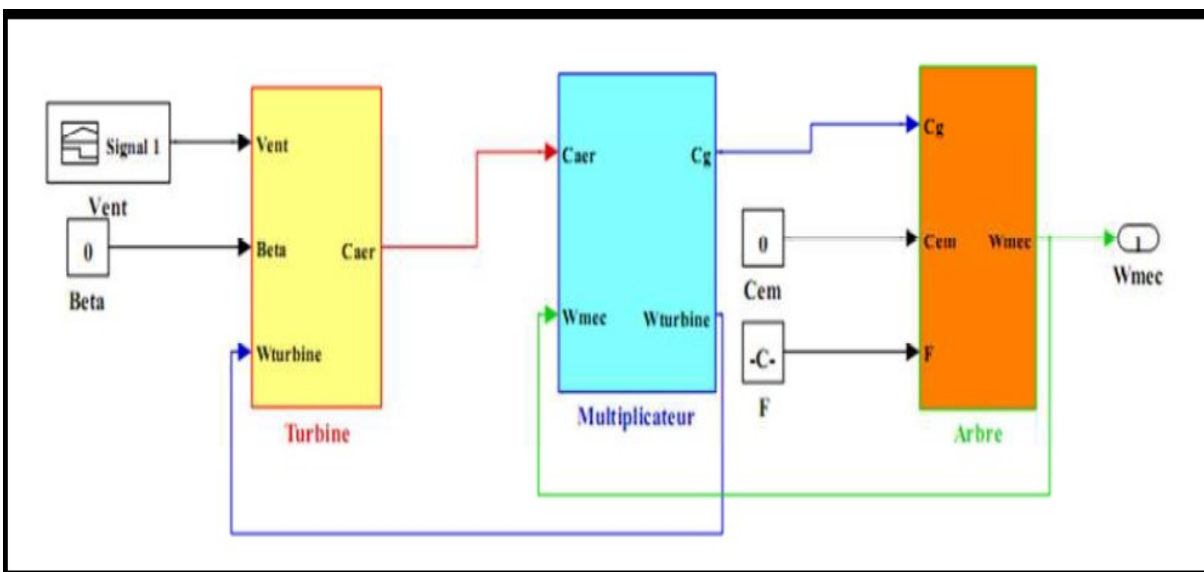 Signal 1
Vent
0
Beta
Vent
Beta
Wturbine
Caer
Turbine
Caer
Wmec
Cg
Wturbine
Multiplicateur
0
Cem
-C-
F
Cg
Cem
F
Wmec
Arbre
1
Wmec